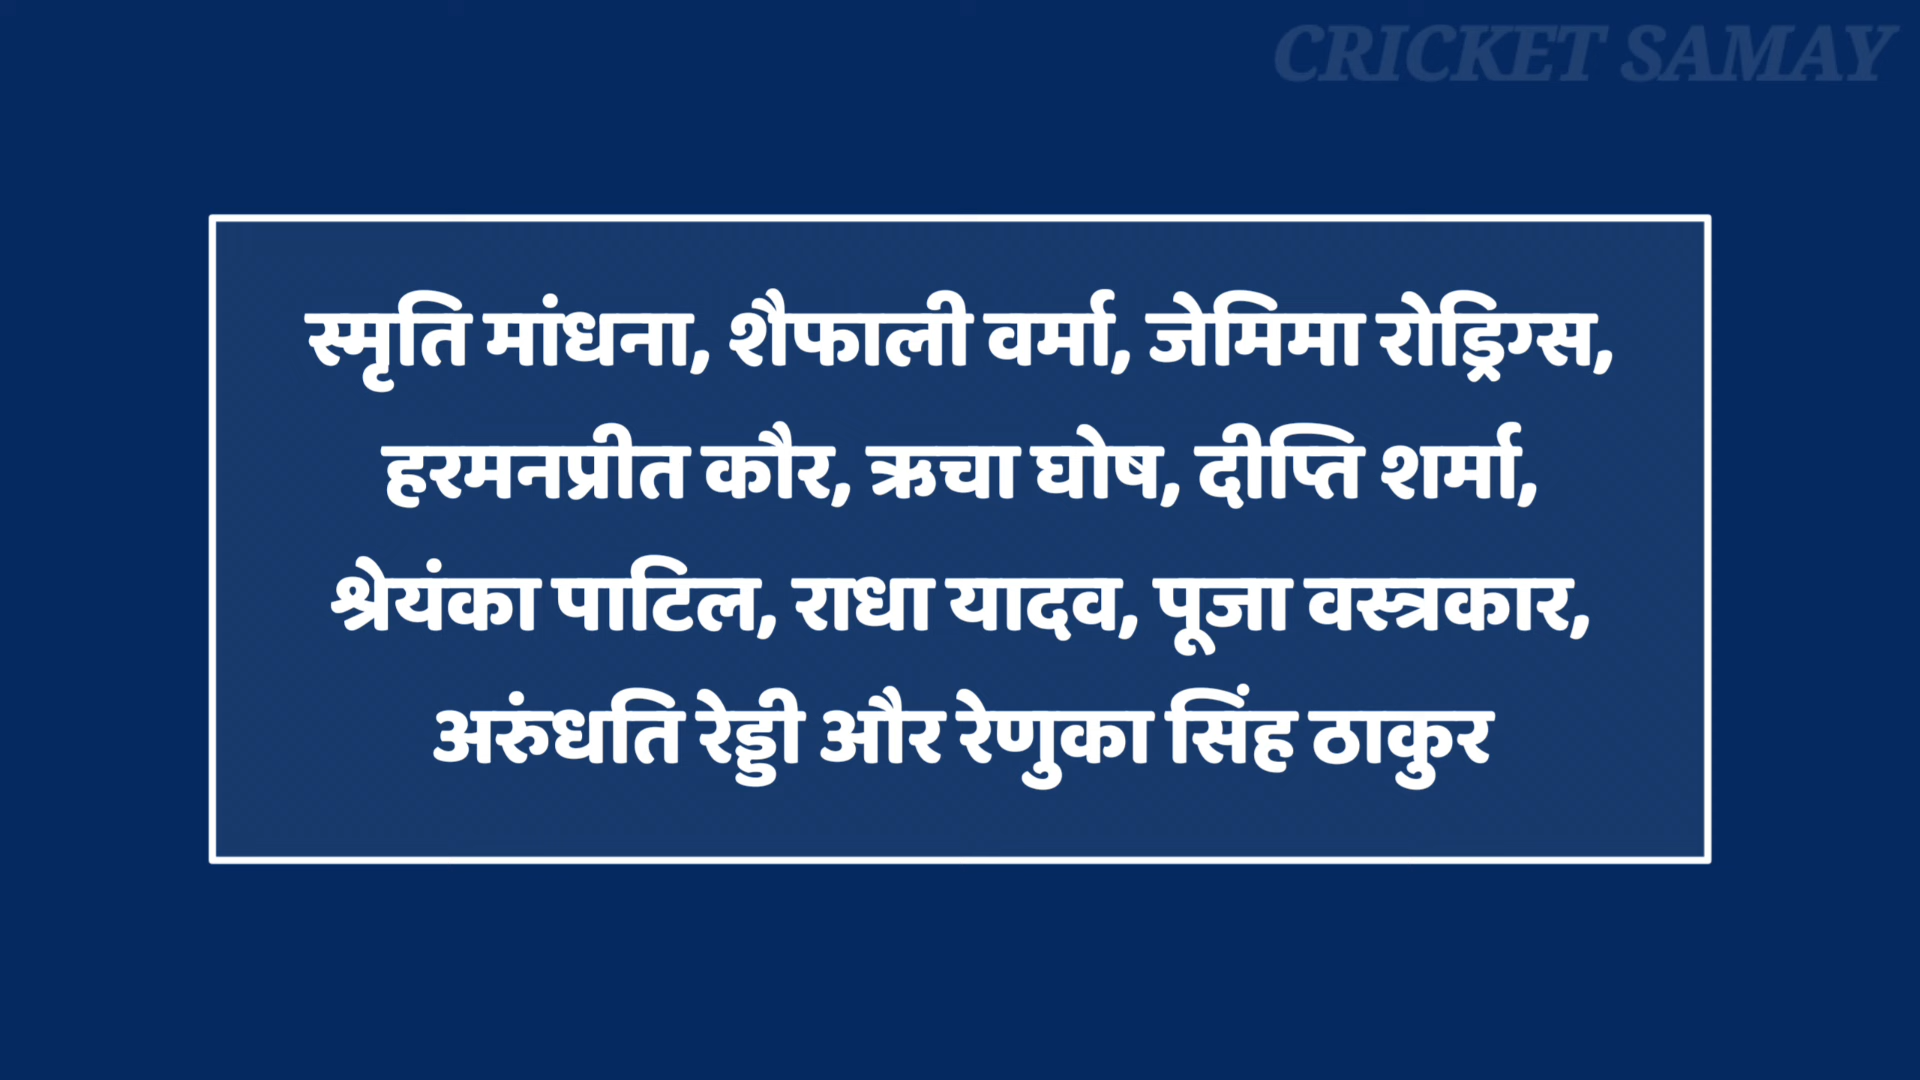 CRICKET SAMAY
स्मृति मांधना, शैफाली वर्मा, जेमिमा रोड्रिग्स,
हरमनप्रीत कौर, ऋचा घोष, दीप्ति शर्मा,
श्रेयंका पाटिल, राधा यादव, पूजा वस्त्रकार,
अरुंधति रेड्डी और रेणुका सिंह ठाकुर